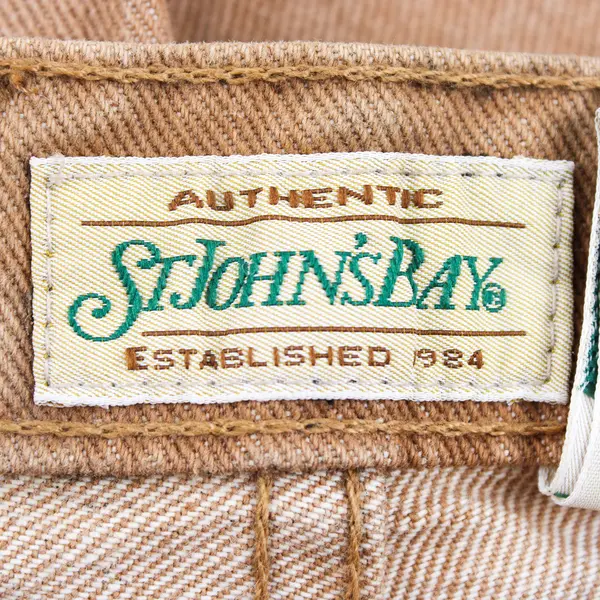 AUTHENTIC
ST. JOHN'S BAY®
ESTABLISHED 1984